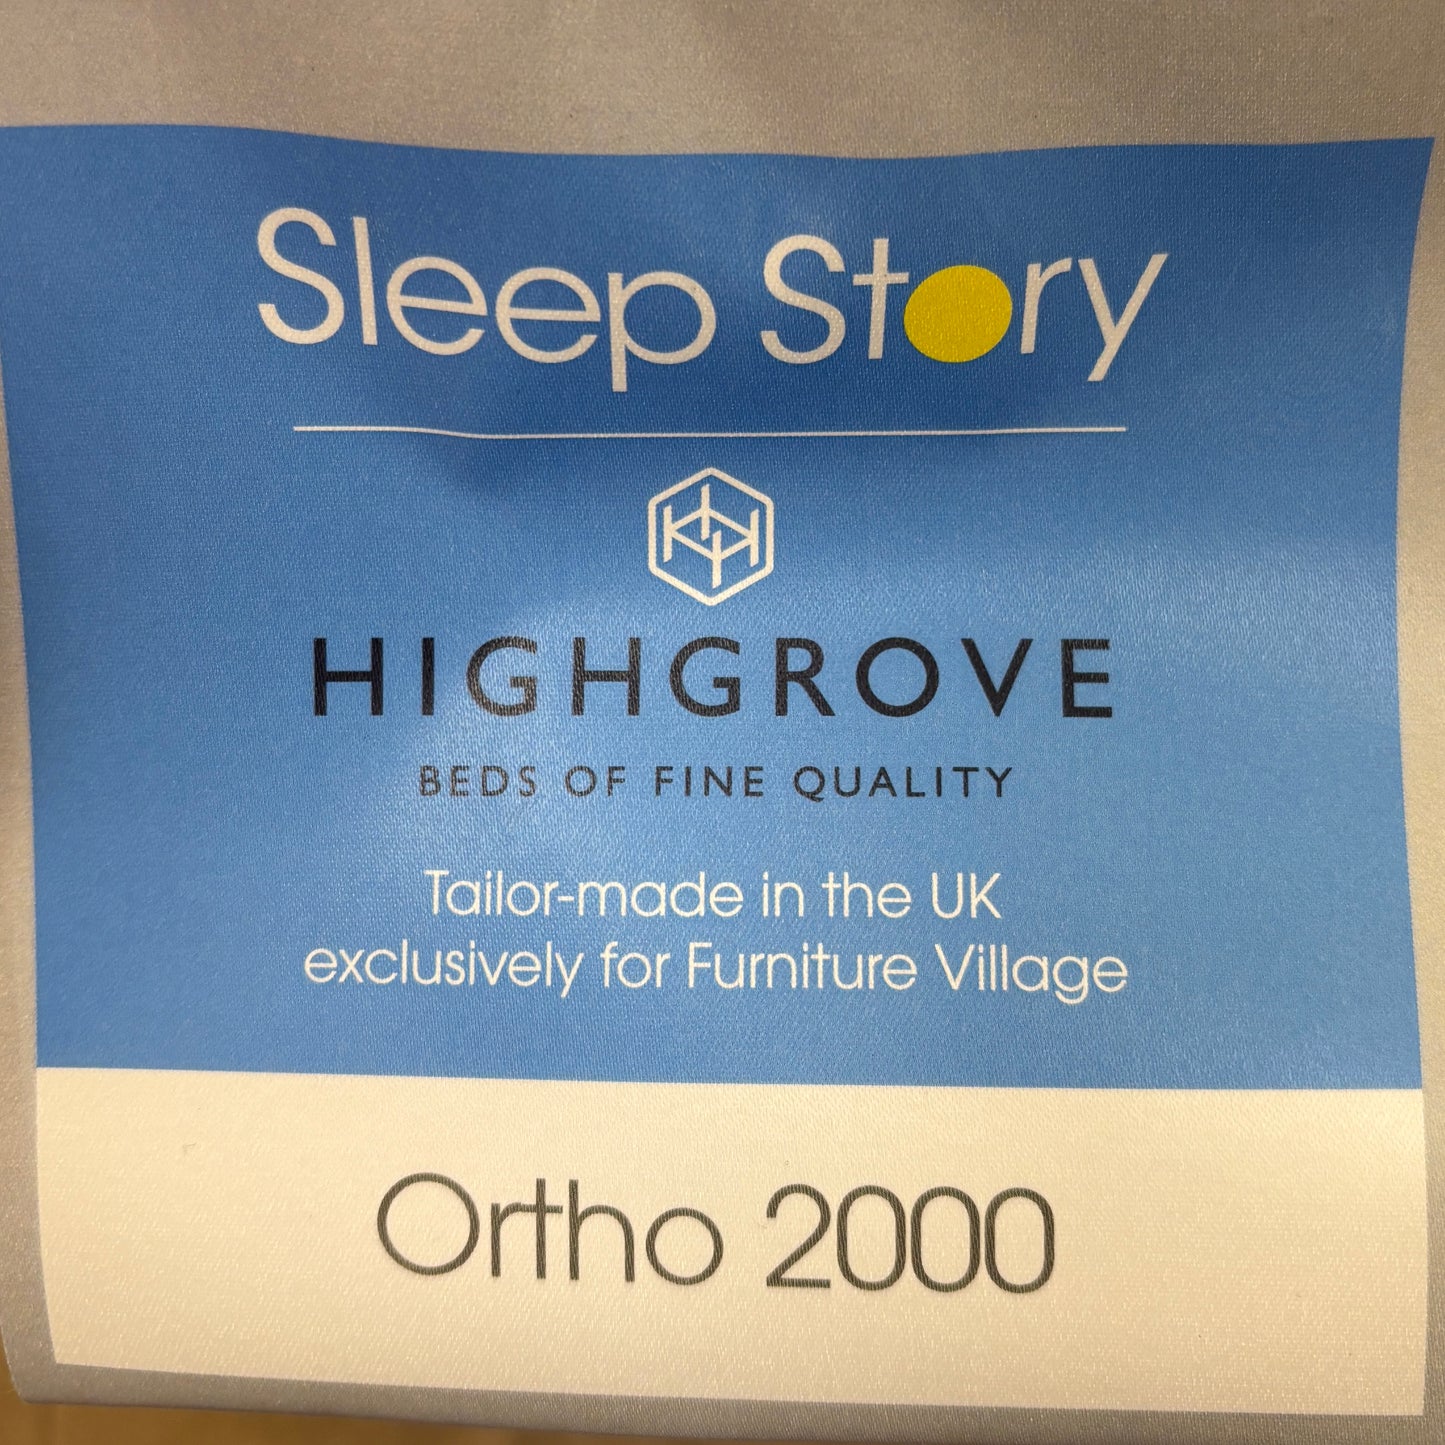 Sleep Story
HIGHGROVE
BEDS OF FINE QUALITY
Tailor-made in the UK
exclusively for Furniture Village
Ortho 2000